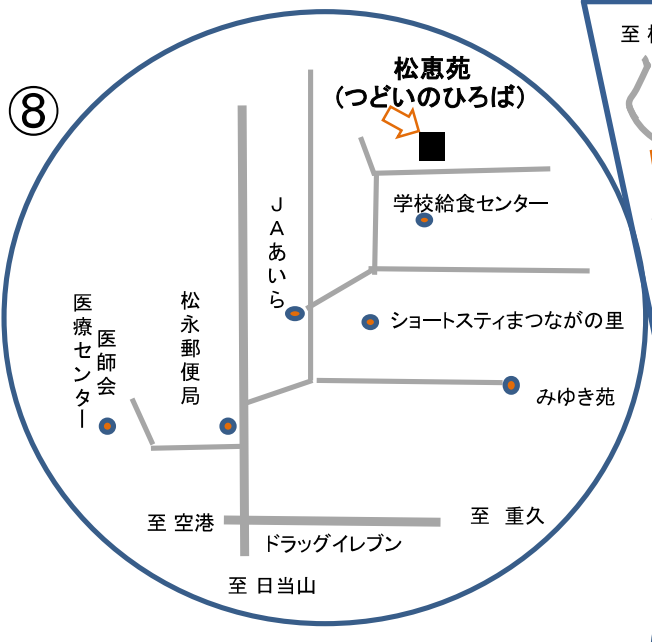 ⑧
松恵苑
(つどいのひろば)
至
学校給食センター
JAあいら
ショートスティまつながの里
松永郵便局
医師会
医療センター
みゆき苑
至 空港
至 重久
ドラッグイレブン
至 日当山